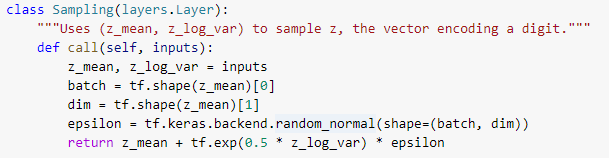 class Sampling(layers.Layer):
    """Uses (z_mean, z_log_var) to sample z, the vector encoding a digit."""
    def call(self, inputs):
        z_mean, z_log_var = inputs
        batch = tf.shape(z_mean)[0]
        dim = tf.shape(z_mean)[1]
        epsilon = tf.keras.backend.random_normal(shape=(batch, dim))
        return z_mean + tf.exp(0.5 * z_log_var) * epsilon